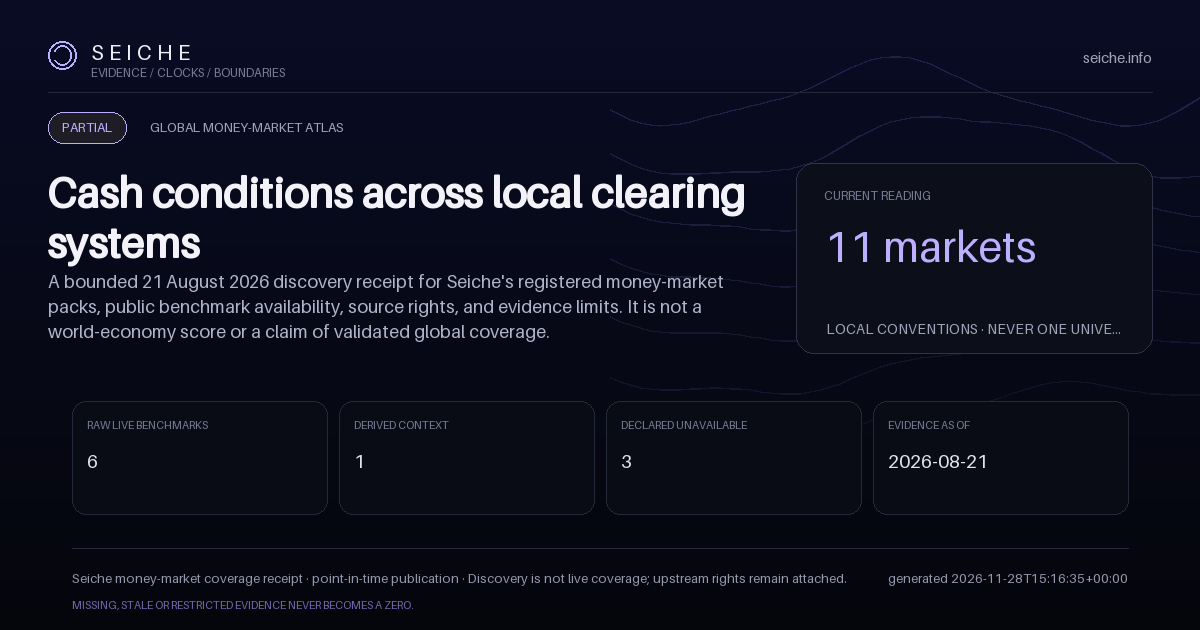 SEICHE
EVIDENCE / CLOCKS / BOUNDARIES
seiche.info
PARTIAL
GLOBAL MONEY-MARKET ATLAS
Cash conditions across local clearing
systems
A bounded 21 August 2026 discovery receipt for Seiche's registered money-market
packs, public benchmark availability, source rights, and evidence limits. It is not a
world-economy score or a claim of validated global coverage.
CURRENT READING
11 markets
LOCAL CONVENTIONS · NEVER ONE UNIVE…
RAW LIVE BENCHMARKS
6
DERIVED CONTEXT
1
DECLARED UNAVAILABLE
3
EVIDENCE AS OF
2026-08-21
Seiche money-market coverage receipt · point-in-time publication · Discovery is not live coverage; upstream rights remain attached.
generated 2026-11-28T15:16:35+00:00
MISSING, STALE OR RESTRICTED EVIDENCE NEVER BECOMES A ZERO.